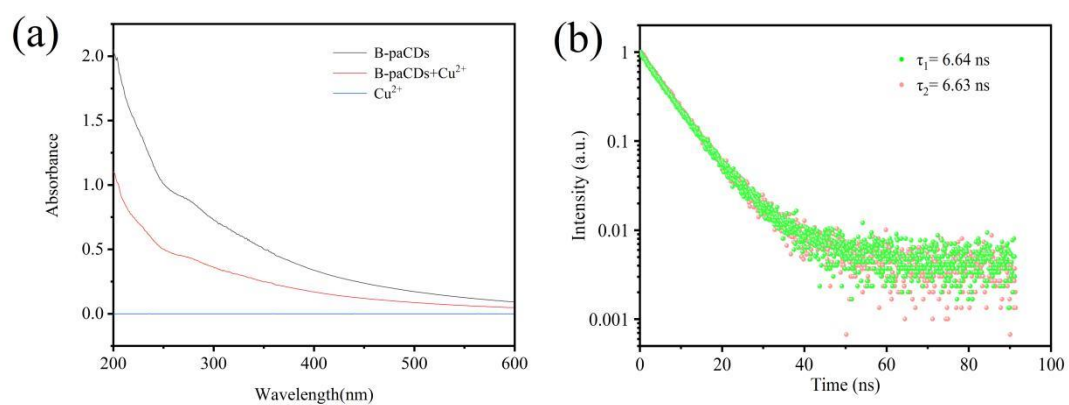 (a)
B-paCDs
B-paCDs+Cu²⁺
Cu²⁺
2.0
1.5
1.0
0.5
0.0
Absorbance
200 300 400 500 600
Wavelength(nm)
(b)
τ₁= 6.64 ns
τ₂= 6.63 ns
1
0.1
0.01
0.001
Intensity (a.u.)
0 20 40 60 80 100
Time (ns)